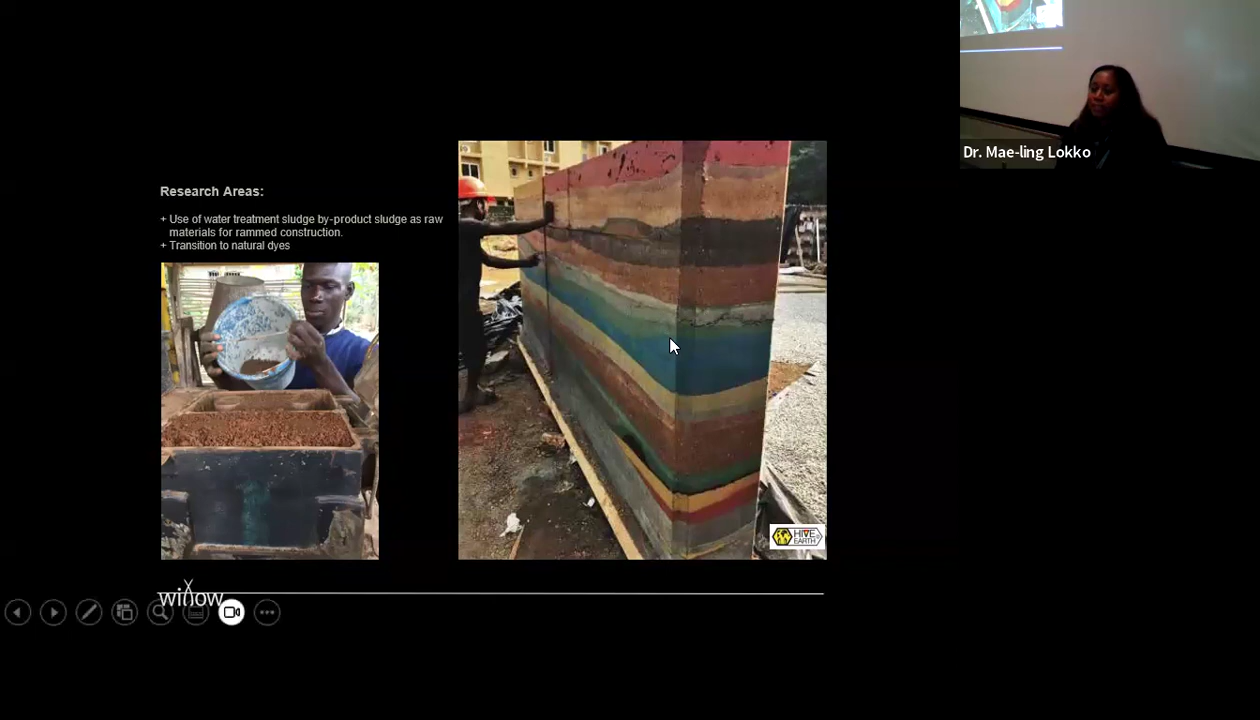 Dr. Mae-ling Lokko
Research Areas:
+ Use of water treatment sludge by-product sludge as raw
materials for rammed construction.
+ Transition to natural dyes
HIVE
EARTH
willow